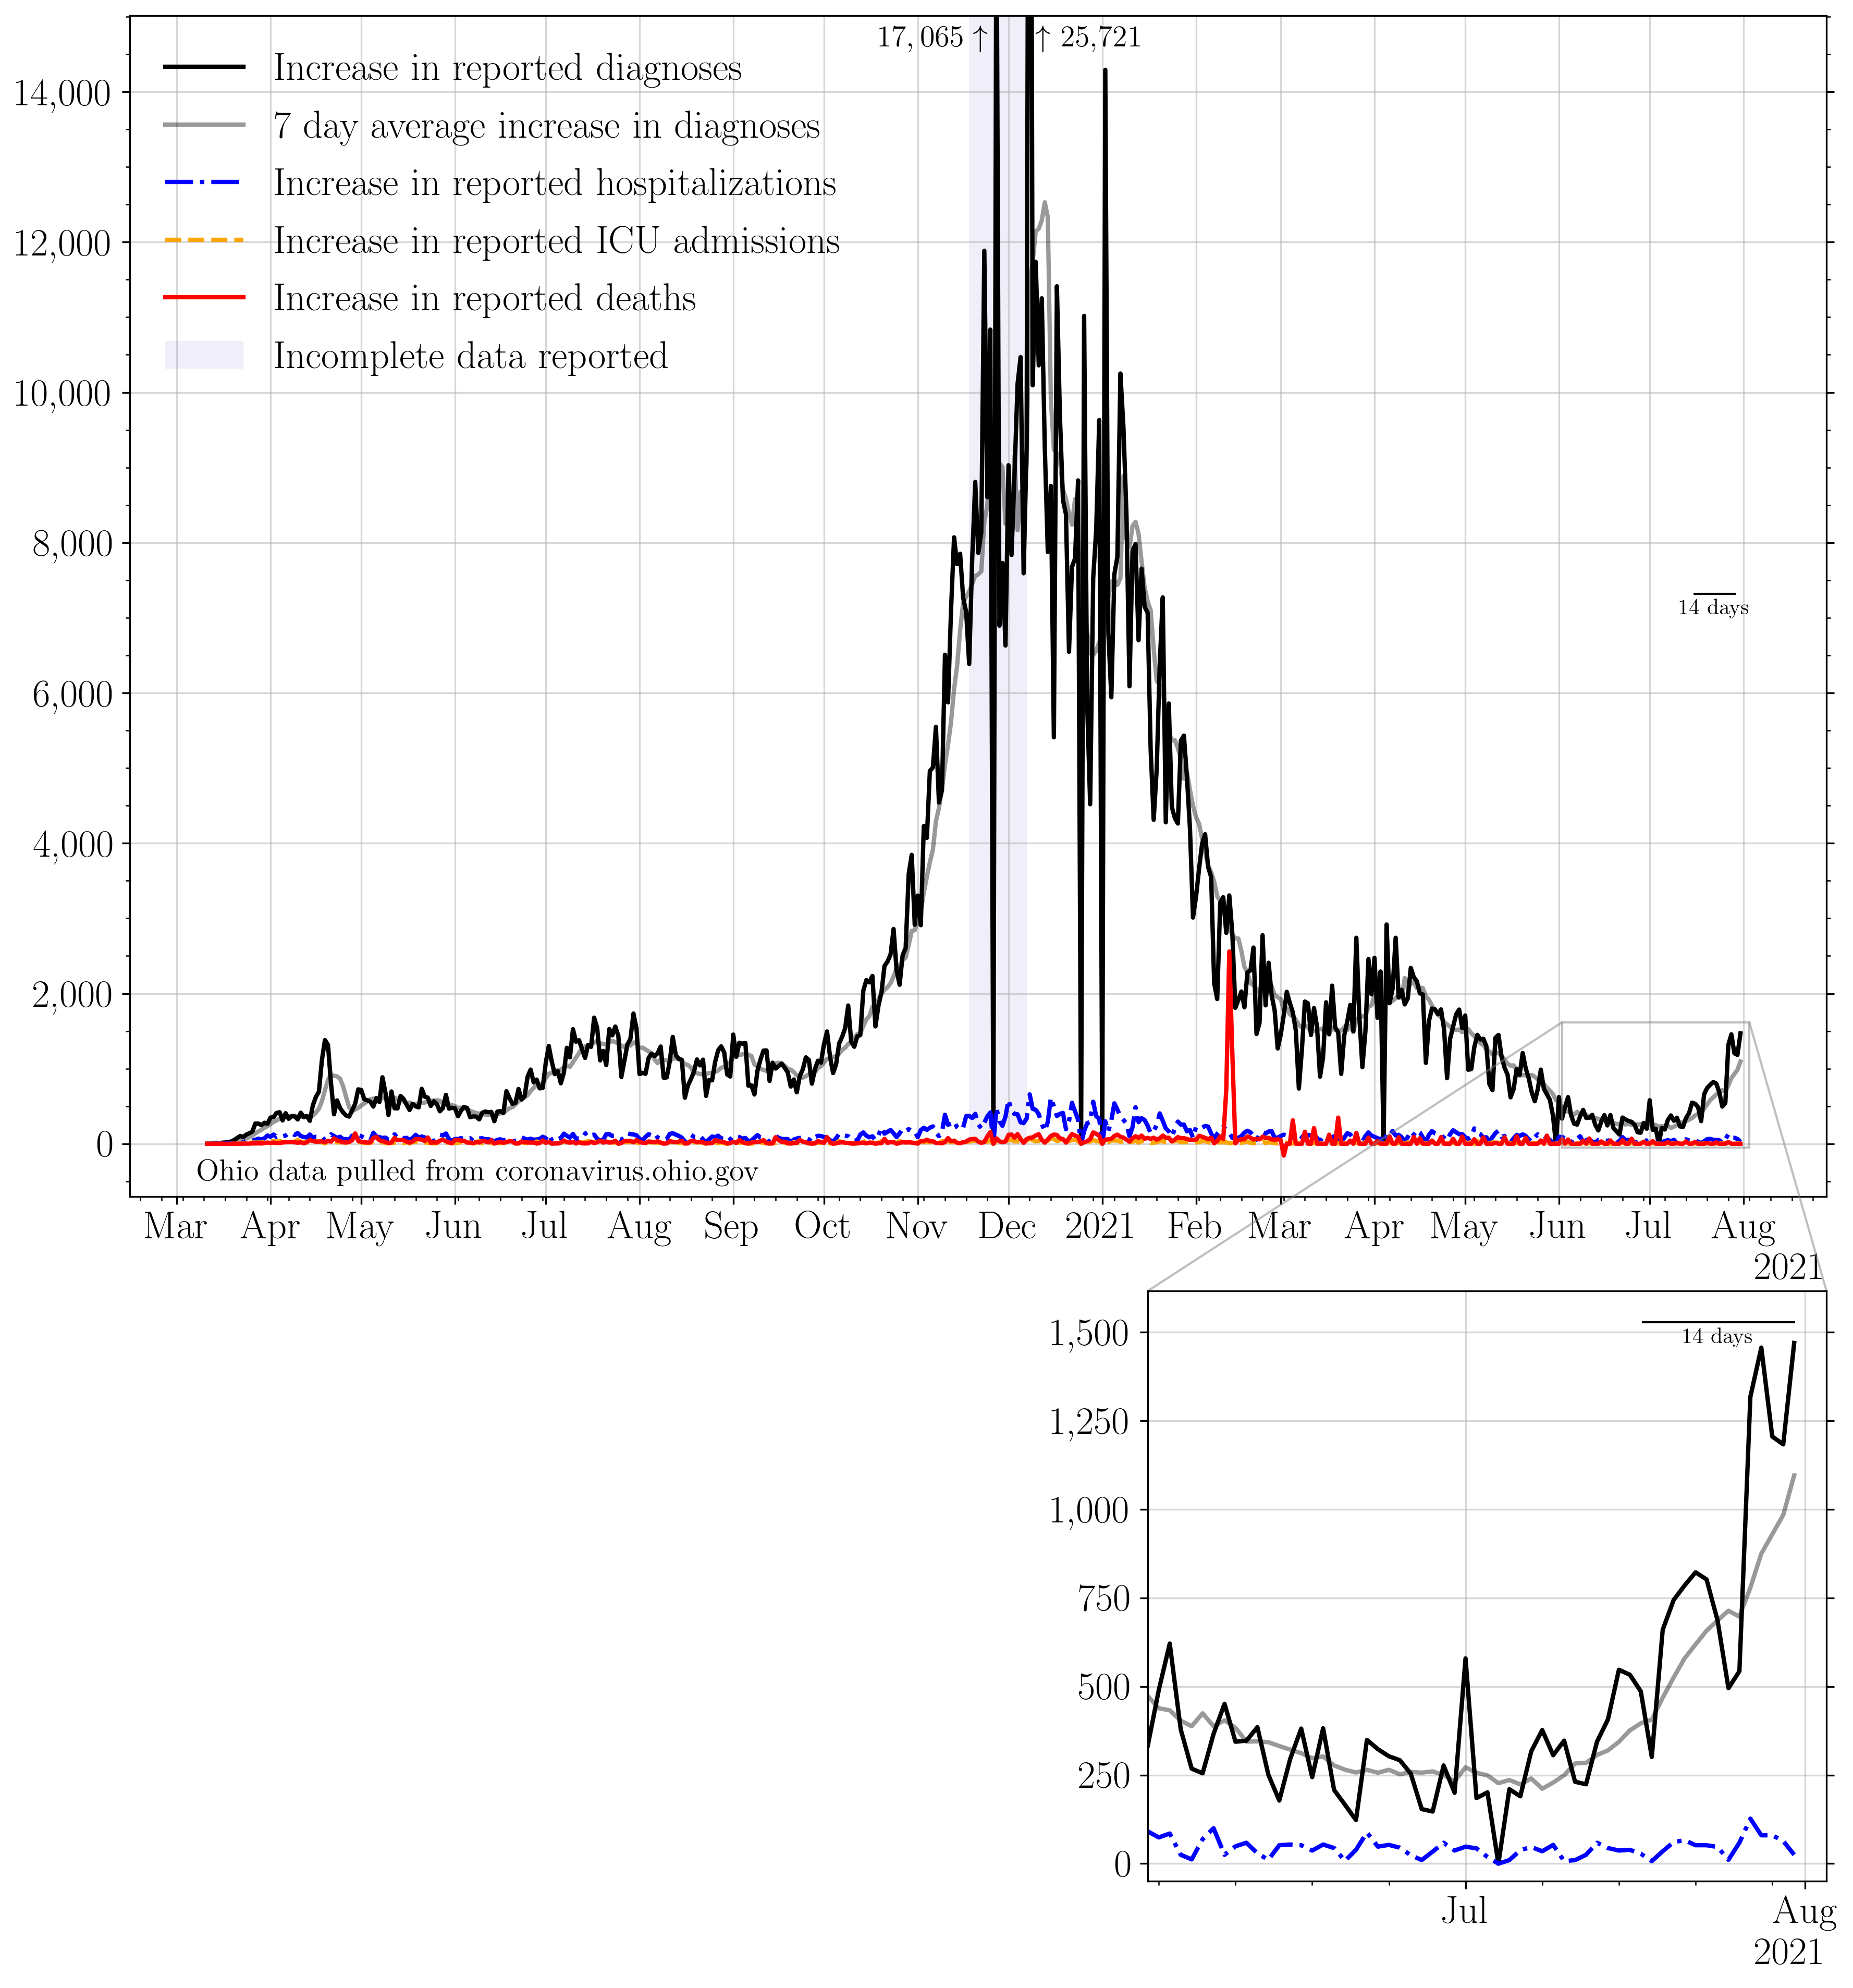 17,065 ↑ ↑ 25,721
Increase in reported diagnoses
7 day average increase in diagnoses
Increase in reported hospitalizations
Increase in reported ICU admissions
Increase in reported deaths
Incomplete data reported
14,000
12,000
10,000
8,000
6,000
4,000
2,000
0
14 days
Ohio data pulled from coronavirus.ohio.gov
Mar Apr May Jun Jul Aug Sep Oct Nov Dec 2021 Feb Mar Apr May Jun Jul Aug
2021
1,500
1,250
1,000
750
500
250
0
14 days
Jul Aug
2021